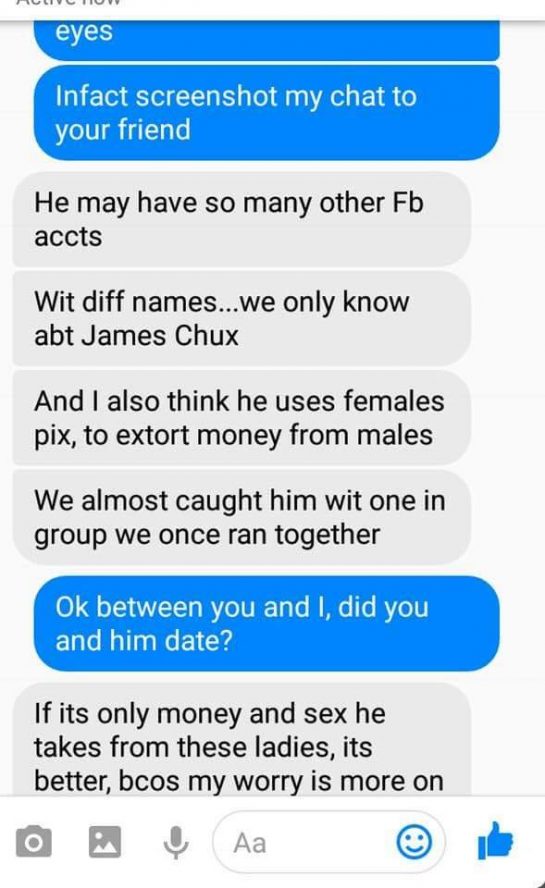 Active now
eyes
Infact screenshot my chat to
your friend
He may have so many other Fb
accts
Wit diff names...we only know
abt James Chux
And I also think he uses females
pix, to extort money from males
We almost caught him wit one in
group we once ran together
Ok between you and I, did you
and him date?
If its only money and sex he
takes from these ladies, its
better, bcos my worry is more on
Aa